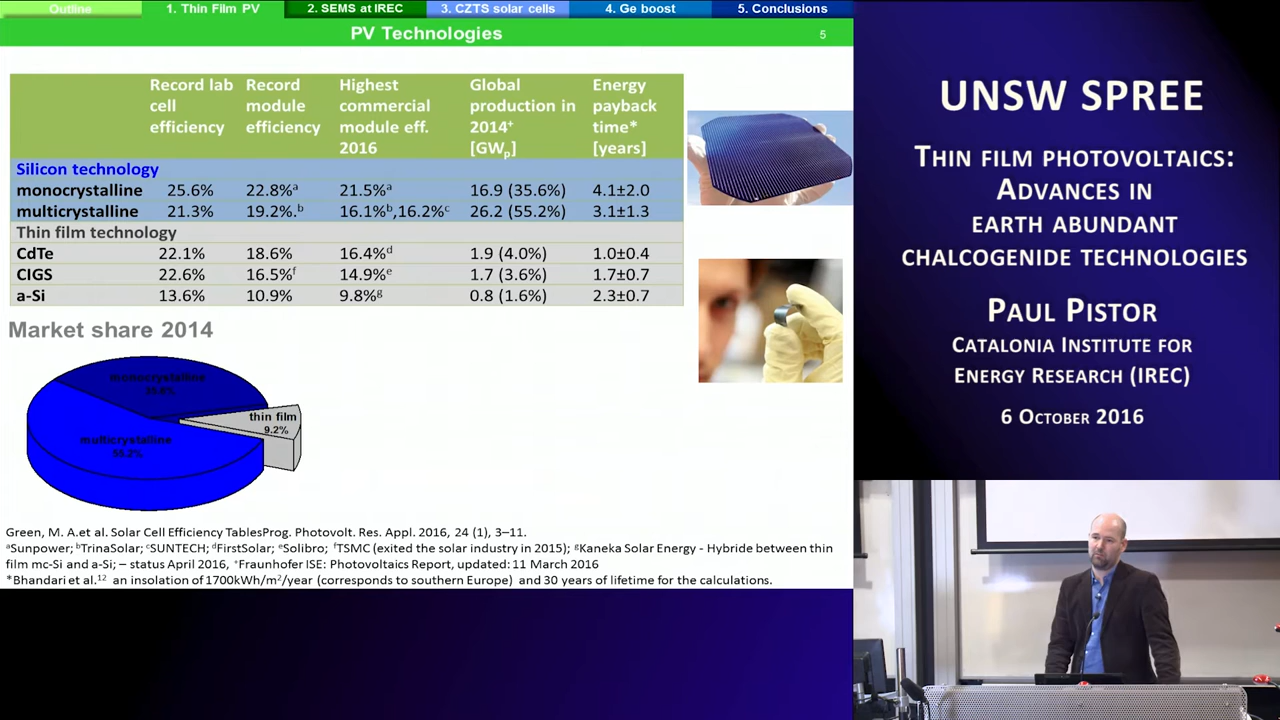 Outline
1. Thin Film PV
2. SEMS at IREC
3. CZTS solar cells
4. Ge boost
5. Conclusions
PV Technologies
5
Record lab cell efficiency
Record module efficiency
Highest commercial module eff. 2016
Global production in 2014⁺ [GWₚ]
Energy payback time* [years]
Silicon technology
monocrystalline 25.6% 22.8%ᵃ 21.5%ᵃ 16.9 (35.6%) 4.1±2.0
multicrystalline 21.3% 19.2%.ᵇ 16.1%ᵇ,16.2%ᶜ 26.2 (55.2%) 3.1±1.3
Thin film technology
CdTe 22.1% 18.6% 16.4%ᵈ 1.9 (4.0%) 1.0±0.4
CIGS 22.6% 16.5%ᶠ 14.9%ᵉ 1.7 (3.6%) 1.7±0.7
a-Si 13.6% 10.9% 9.8%ᵍ 0.8 (1.6%) 2.3±0.7
Market share 2014
monocrystalline
thin film
9.2%
multicrystalline
Green, M. A.et al. Solar Cell Efficiency TablesProg. Photovolt. Res. Appl. 2016, 24 (1), 3–11.
ᵃSunpower; ᵇTrinaSolar; ᶜSUNTECH; ᵈFirstSolar; ᵉSolibro; ᶠTSMC (exited the solar industry in 2015); ᵍKaneka Solar Energy - Hybride between thin
film mc-Si and a-Si; – status April 2016, ⁺Fraunhofer ISE: Photovoltaics Report, updated: 11 March 2016
*Bhandari et al.¹² an insolation of 1700kWh/m²/year (corresponds to southern Europe) and 30 years of lifetime for the calculations.
UNSW SPREE
THIN FILM PHOTOVOLTAICS:
ADVANCES IN
EARTH ABUNDANT
CHALCOGENIDE TECHNOLOGIES
PAUL PISTOR
CATALONIA INSTITUTE FOR
ENERGY RESEARCH (IREC)
6 OCTOBER 2016